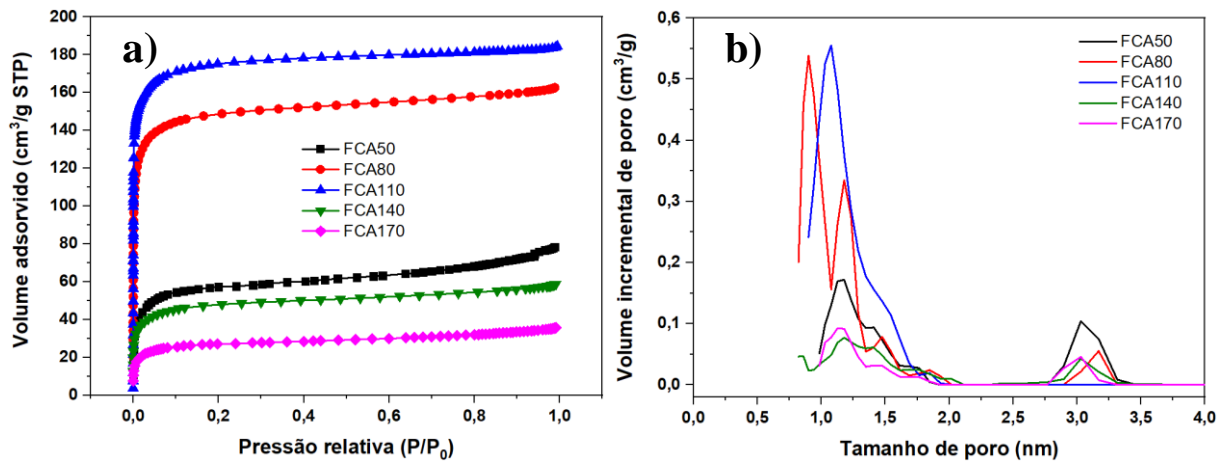 a)
Volume adsorvido (cm³/g STP)
200
180
160
140
120
100
80
60
40
20
0
FCA50
FCA80
FCA110
FCA140
FCA170
0,0 0,2 0,4 0,6 0,8 1,0
Pressão relativa (P/P₀)
b)
Volume incremental de poro (cm³/g)
0,6
0,5
0,4
0,3
0,2
0,1
0,0
FCA50
FCA80
FCA110
FCA140
FCA170
0,0 0,5 1,0 1,5 2,0 2,5 3,0 3,5 4,0
Tamanho de poro (nm)